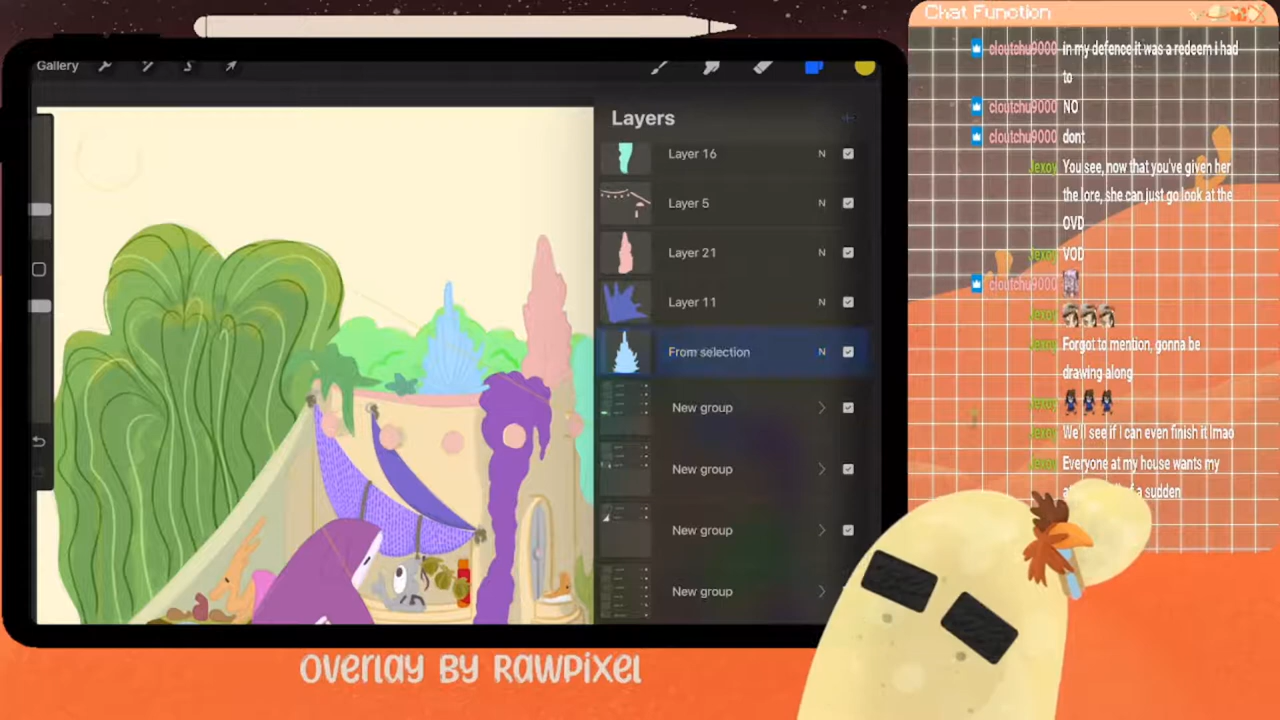 Chat Function
cloutchu9000 in my defence it was a redeem i had
to
cloutchu9000 NO
cloutchu9000 dont
Jexoy You see, now that you've given her
the lore, she can just go look at the
OVD
Jexoy VOD
cloutchu9000
Jexoy
Jexoy Forgot to mention, gonna be
drawing along
Jexoy
Jexoy We'll see if I can even finish it lmao
Jexoy Everyone at my house wants my
of a sudden
Gallery
Layers
Layer 16 N
Layer 5 N
Layer 21 N
Layer 11 N
From selection N
New group
New group
New group
New group
OVERLAY BY RAWPIXEL